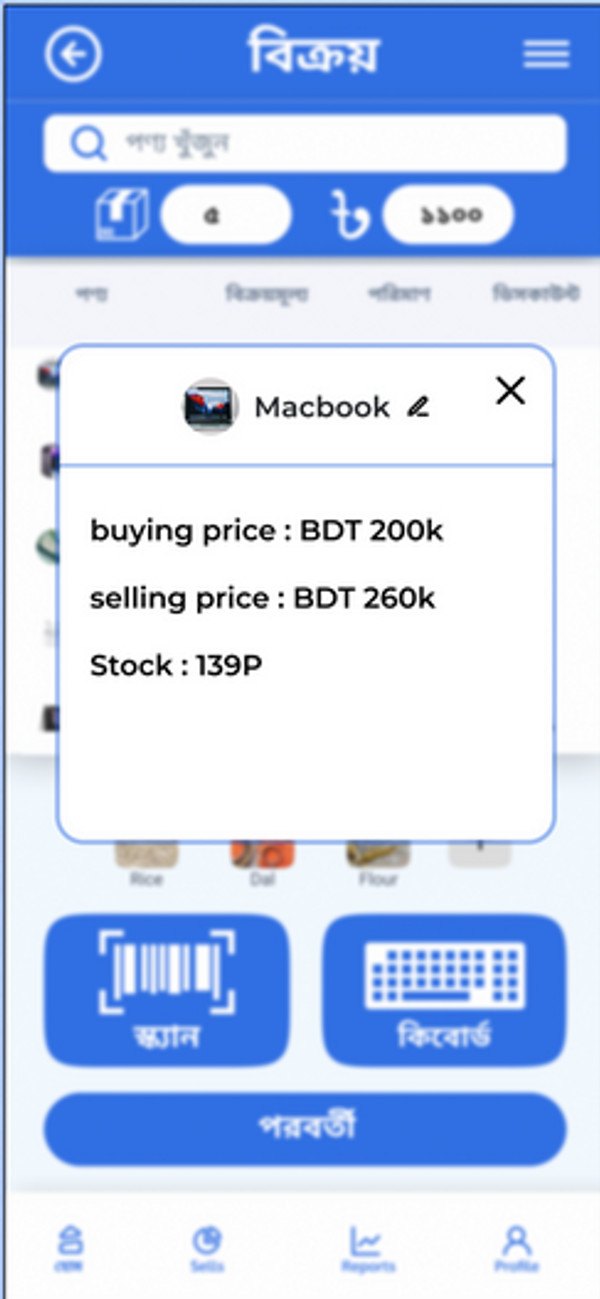 বিক্রয়
পণ্য খুঁজুন
৫ ৳ ১১০০
পণ্য বিক্রয়মূল্য পরিমাণ ডিসকাউন্ট
Macbook
buying price : BDT 200k
selling price : BDT 260k
Stock : 139P
Rice Dal Flour
স্ক্যান কিবোর্ড
পরবর্তী
হোম Sells Reports Profile